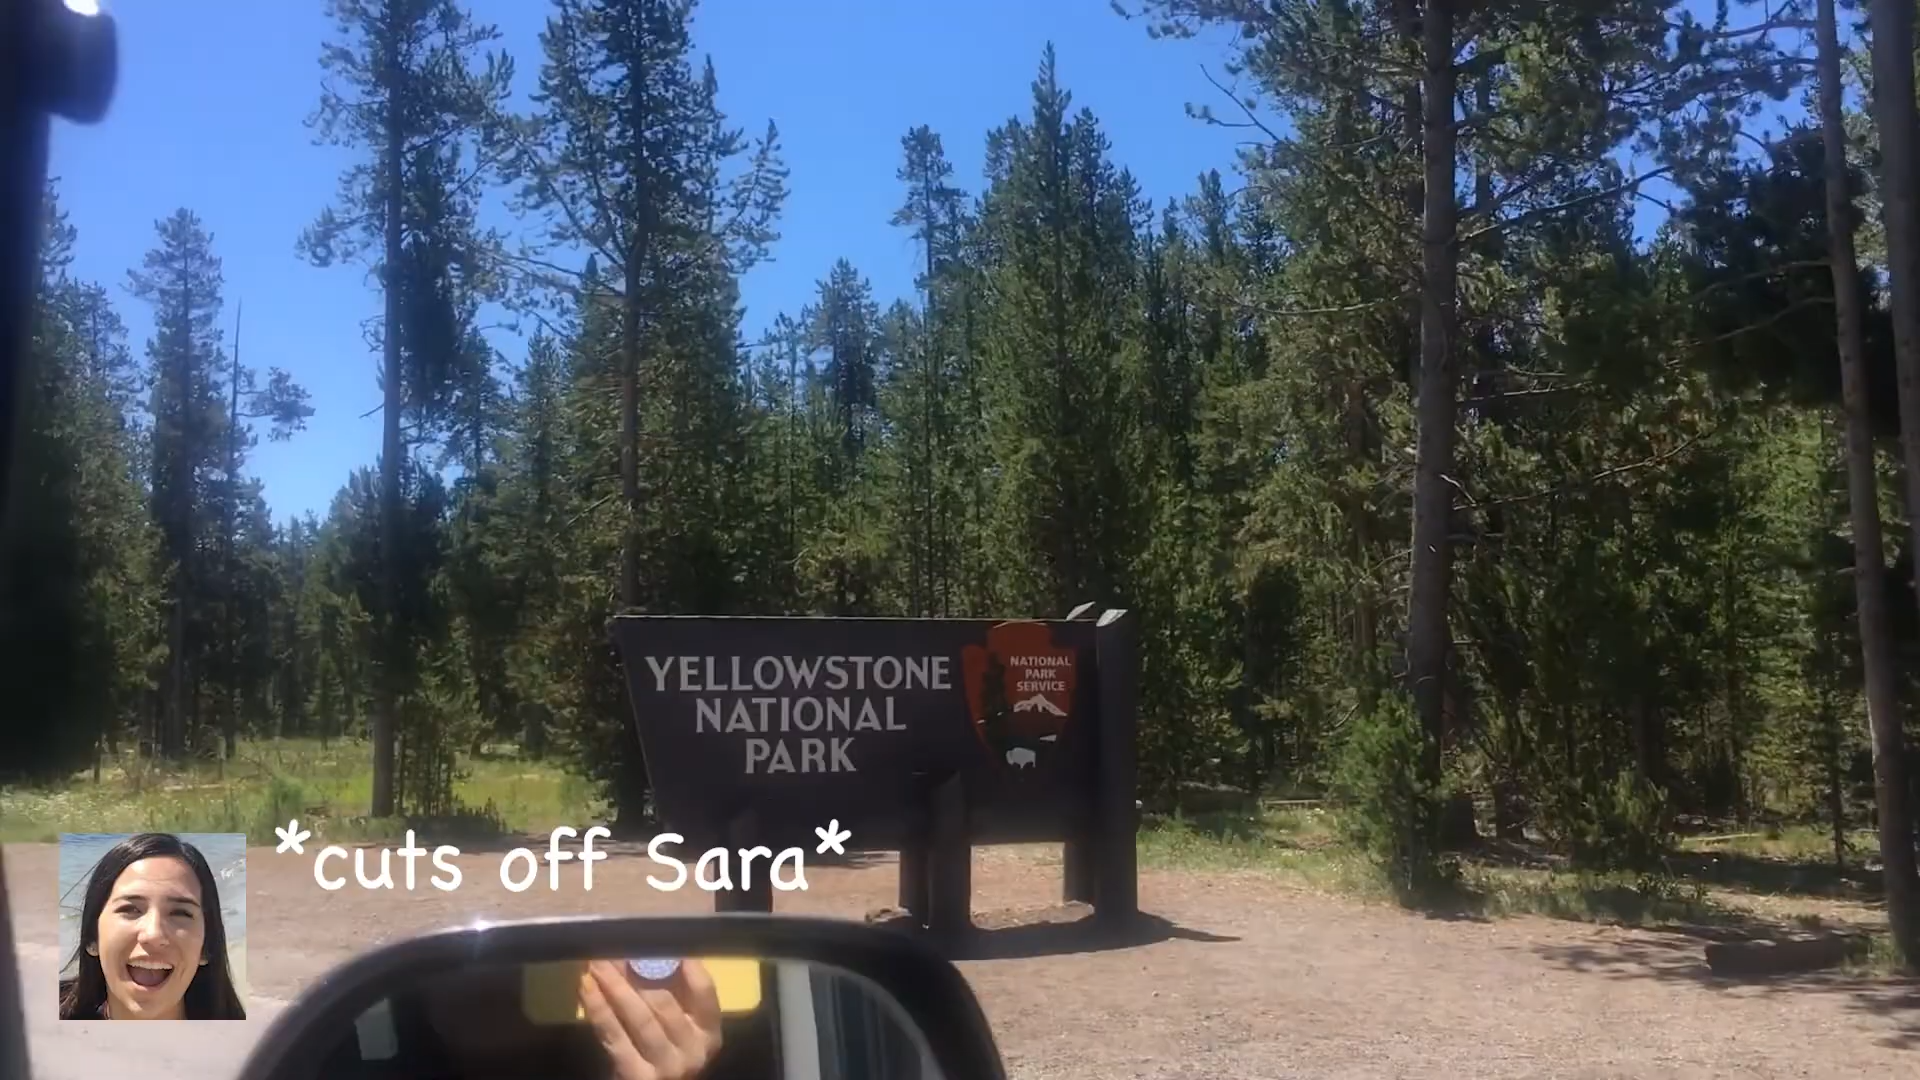 YELLOWSTONE
NATIONAL
PARK
NATIONAL
PARK
SERVICE
*cuts off Sara*